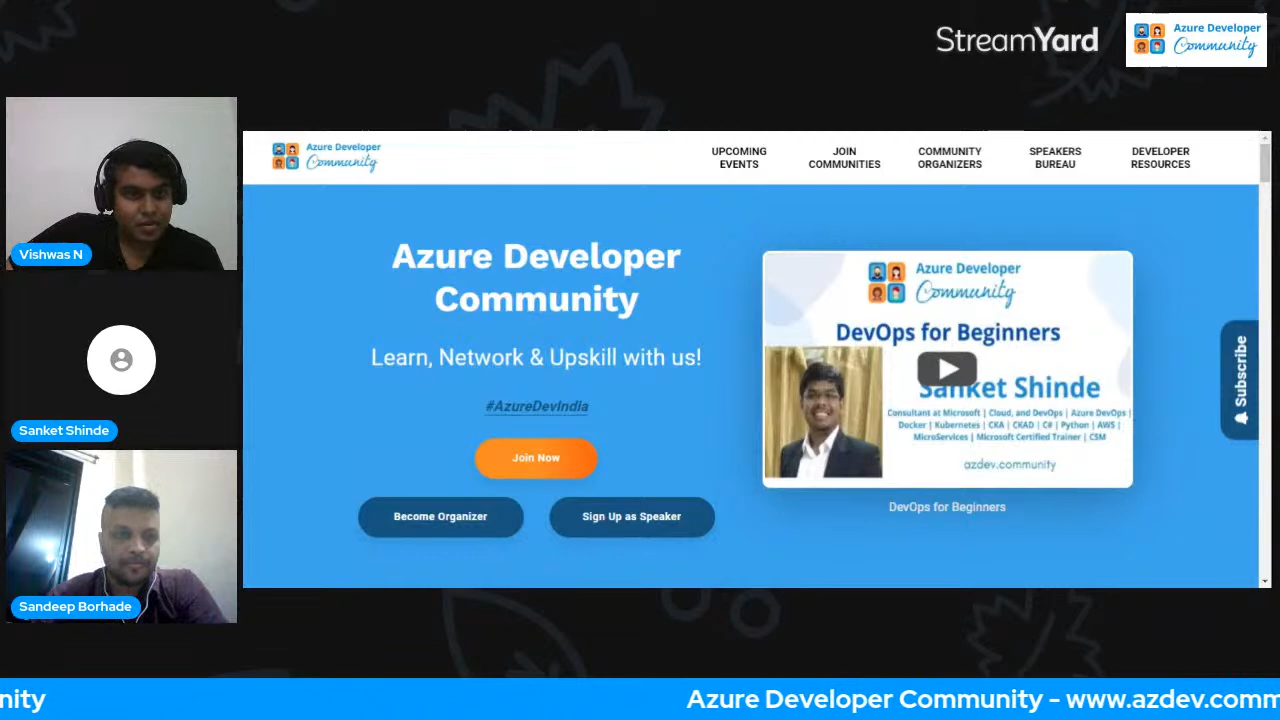 StreamYard
Azure Developer
Community
Vishwas N
Sanket Shinde
Sandeep Borhade
Azure Developer
Community
UPCOMING
EVENTS
JOIN
COMMUNITIES
COMMUNITY
ORGANIZERS
SPEAKERS
BUREAU
DEVELOPER
RESOURCES
Azure Developer
Community
Learn, Network & Upskill with us!
#AzureDevIndia
Join Now
Become Organizer
Sign Up as Speaker
Azure Developer
Community
DevOps for Beginners
Sanket Shinde
Consultant at Microsoft | Cloud, and DevOps | Azure DevOps |
Docker | Kubernetes | CKA | CKAD | C# | Python | AWS |
MicroServices | Microsoft Certified Trainer | CSM
azdev.community
DevOps for Beginners
Subscribe
nity
Azure Developer Community - www.azdev.comm